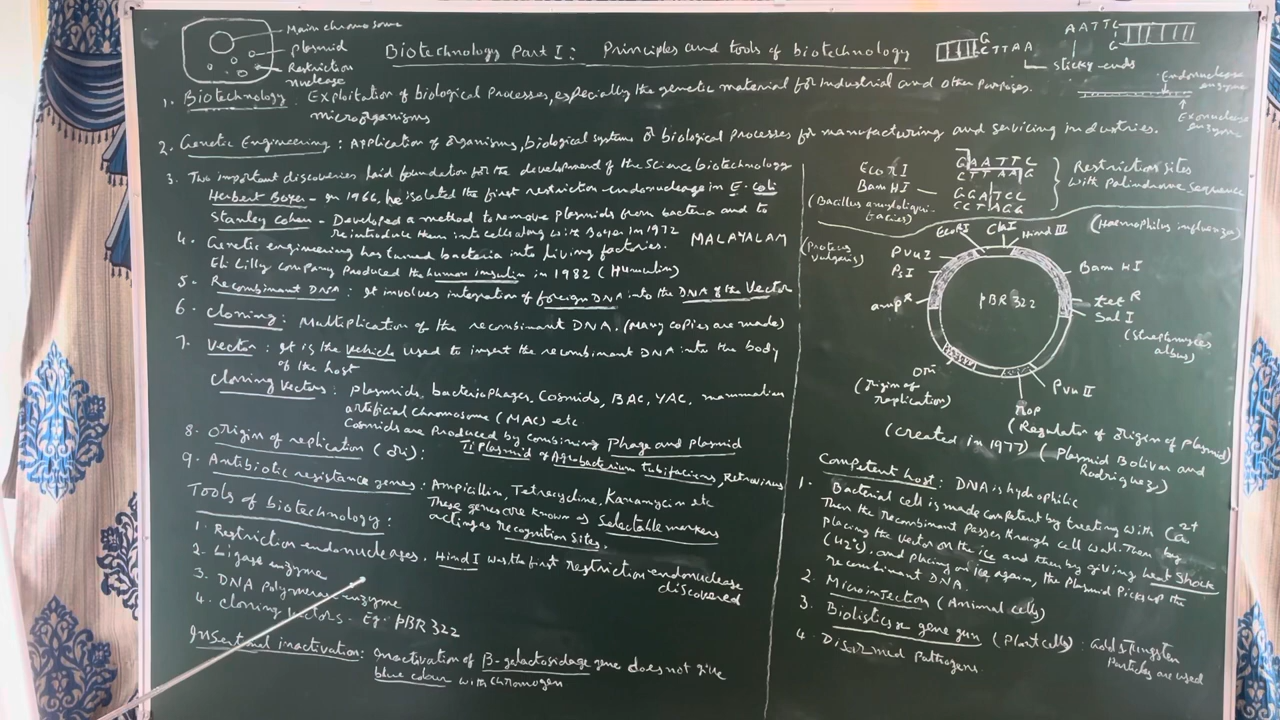 Main chromosome
plasmid
Restriction
nuclease
Biotechnology Part I: Principles and tools of biotechnology
G
CTTAA
AATTC
G
sticky ends
Endonuclease
enzyme
Exonuclease
enzyme
1. Biotechnology: Exploitation of biological processes, especially the genetic material for Industrial and other purposes.
microorganisms
2. Genetic Engineering: Application of organisms, biological systems or biological processes for manufacturing and servicing industries.
3. Two important discoveries laid foundation for the development of the Science biotechnology
Herbert Boyer - In 1966, he isolated the first restriction-endonuclease in E. coli
Stanley Cohen - Developed a method to remove plasmids from bacteria and to
reintroduce them into cells along with Boyer in 1972
4. Genetic engineering has turned bacteria into living factories. MALAYALAM
Eli Lilly company produced the human insulin in 1982 (Humulin)
5. Recombinant DNA: It involves integration of foreign DNA into the DNA of the Vector
6. Cloning: Multiplication of the recombinant DNA. (Many copies are made)
7. Vector: It is the vehicle used to insert the recombinant DNA into the body
of the host
Cloning Vectors: plasmids, bacteriophages, Cosmids, BAC, YAC, mammalian
artificial chromosome (MAC) etc
Cosmids are produced by combining Phage and plasmid
8. Origin of replication (Ori): Ti Plasmid of Agrobacterium tubifaciens, Retrovirus
9. Antibiotic resistance genes: Ampicillin, Tetracycline, Kanamycin etc
These genes are known as Selectable markers
acting as recognition sites.
Tools of biotechnology:
1. Restriction endonucleases. Hind I was the first restriction endonuclease
discovered
2. Ligase enzyme
3. DNA Polymerase enzyme
4. Cloning Vectors. Eg: pBR 322
Insertional inactivation: Inactivation of β-galactosidase gene does not give
blue colour with chromogen
EcoRI
GAATTC
CTTAAG
Bam HI
GGATCC
CCTAGG
(Bacillus amyloliqui-
facies)
Restriction sites
with palindrome sequence
(Proteus
vulgaris)
EcoRI
ClaI
Hind III
(Haemophilus influenza)
Pvu I
Ps I
Bam HI
amp R
pBR 322
tet R
Sal I
(Streptomyces
albus)
Ori
(Origin of
replication)
Pvu II
rop
(Regulator of Origin of plasmid)
(created in 1977) (Plasmid Bolivar and
Rodriguez)
Competent host: DNA is hydrophilic
1. Bacterial cell is made competent by treating with Ca2+
Then the recombinant passes through cell wall. Then by
placing the vector on the ice and then by giving heat Shock
(42°C). and placing on ice again, the plasmid picks up the
recombinant DNA.
2. Microinjection (Animal cells)
3. Biolistics or gene gun (Plant cells): Gold & Tungsten
Particles are used
4. Disarmed pathogens.